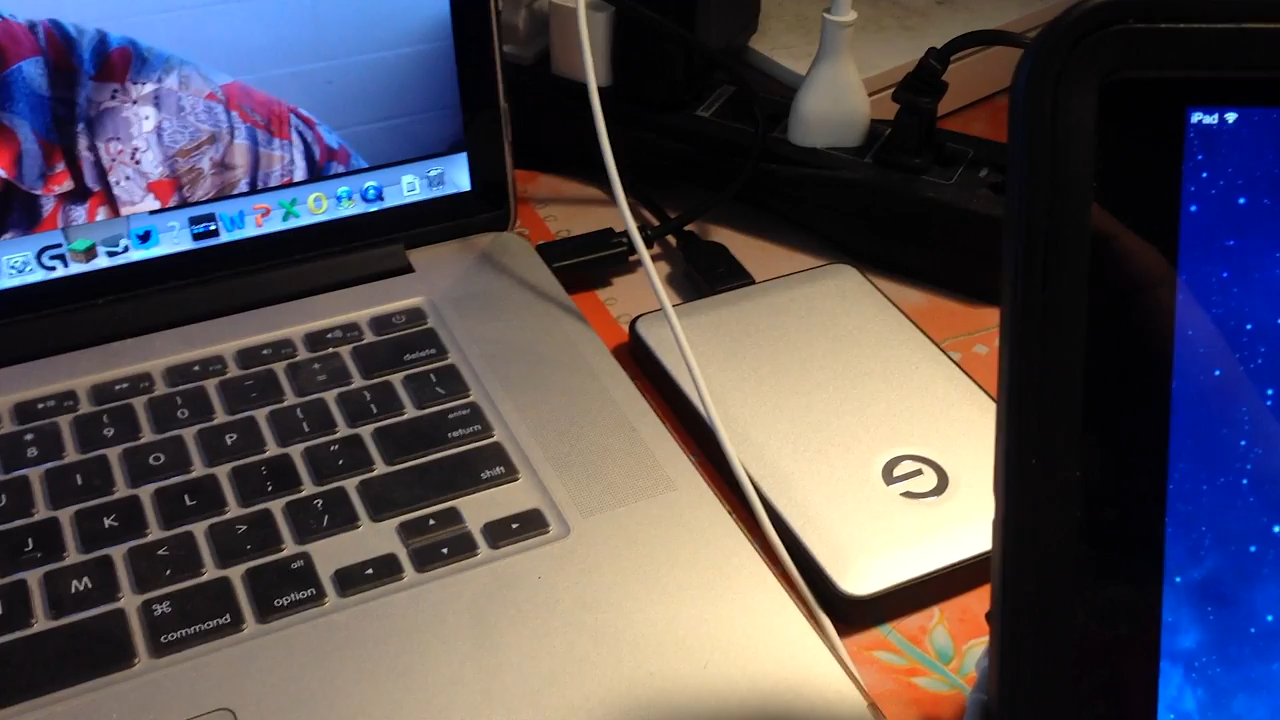 iPad
W P X O
delete
{ [ } ] | \
* 8 ( 9 ) 0 - + =
U I O P
enter
return
J K L : ; " '
shift
M < , > . ? /
alt
option
⌘
command
G